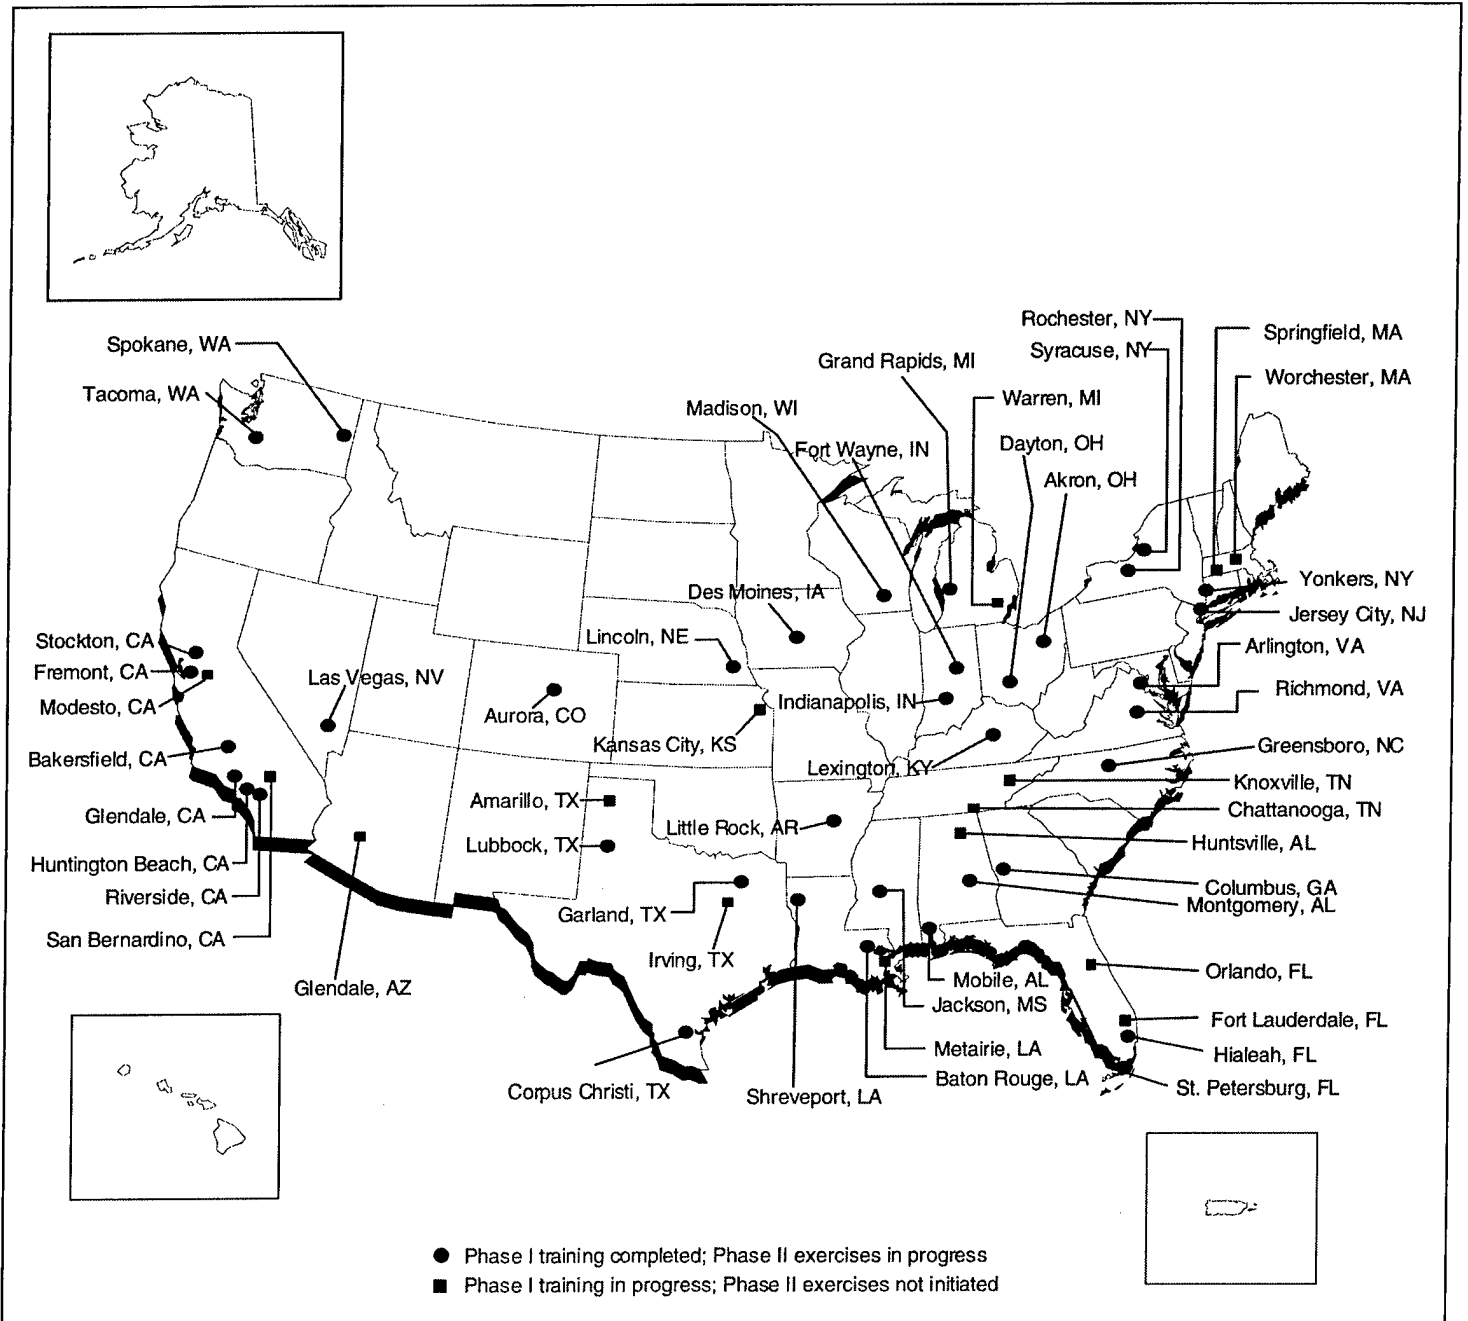 Rochester, NY
Springfield, MA
Spokane, WA
Syracuse, NY
Grand Rapids, MI
Worchester, MA
Tacoma, WA
Warren, MI
Madison, WI
Dayton, OH
Fort Wayne, IN
Akron, OH
Yonkers, NY
Des Moines, IA
Jersey City, NJ
Stockton, CA
Lincoln, NE
Arlington, VA
Fremont, CA
Las Vegas, NV
Richmond, VA
Modesto, CA
Indianapolis, IN
Aurora, CO
Kansas City, KS
Greensboro, NC
Bakersfield, CA
Lexington, KY
Knoxville, TN
Amarillo, TX
Chattanooga, TN
Glendale, CA
Little Rock, AR
Lubbock, TX
Huntsville, AL
Huntington Beach, CA
Columbus, GA
Riverside, CA
Montgomery, AL
Garland, TX
San Bernardino, CA
Irving, TX
Orlando, FL
Glendale, AZ
Mobile, AL
Jackson, MS
Fort Lauderdale, FL
Metairie, LA
Hialeah, FL
Baton Rouge, LA
Corpus Christi, TX
Shreveport, LA
St. Petersburg, FL
Phase I training completed; Phase II exercises in progress
Phase I training in progress; Phase II exercises not initiated